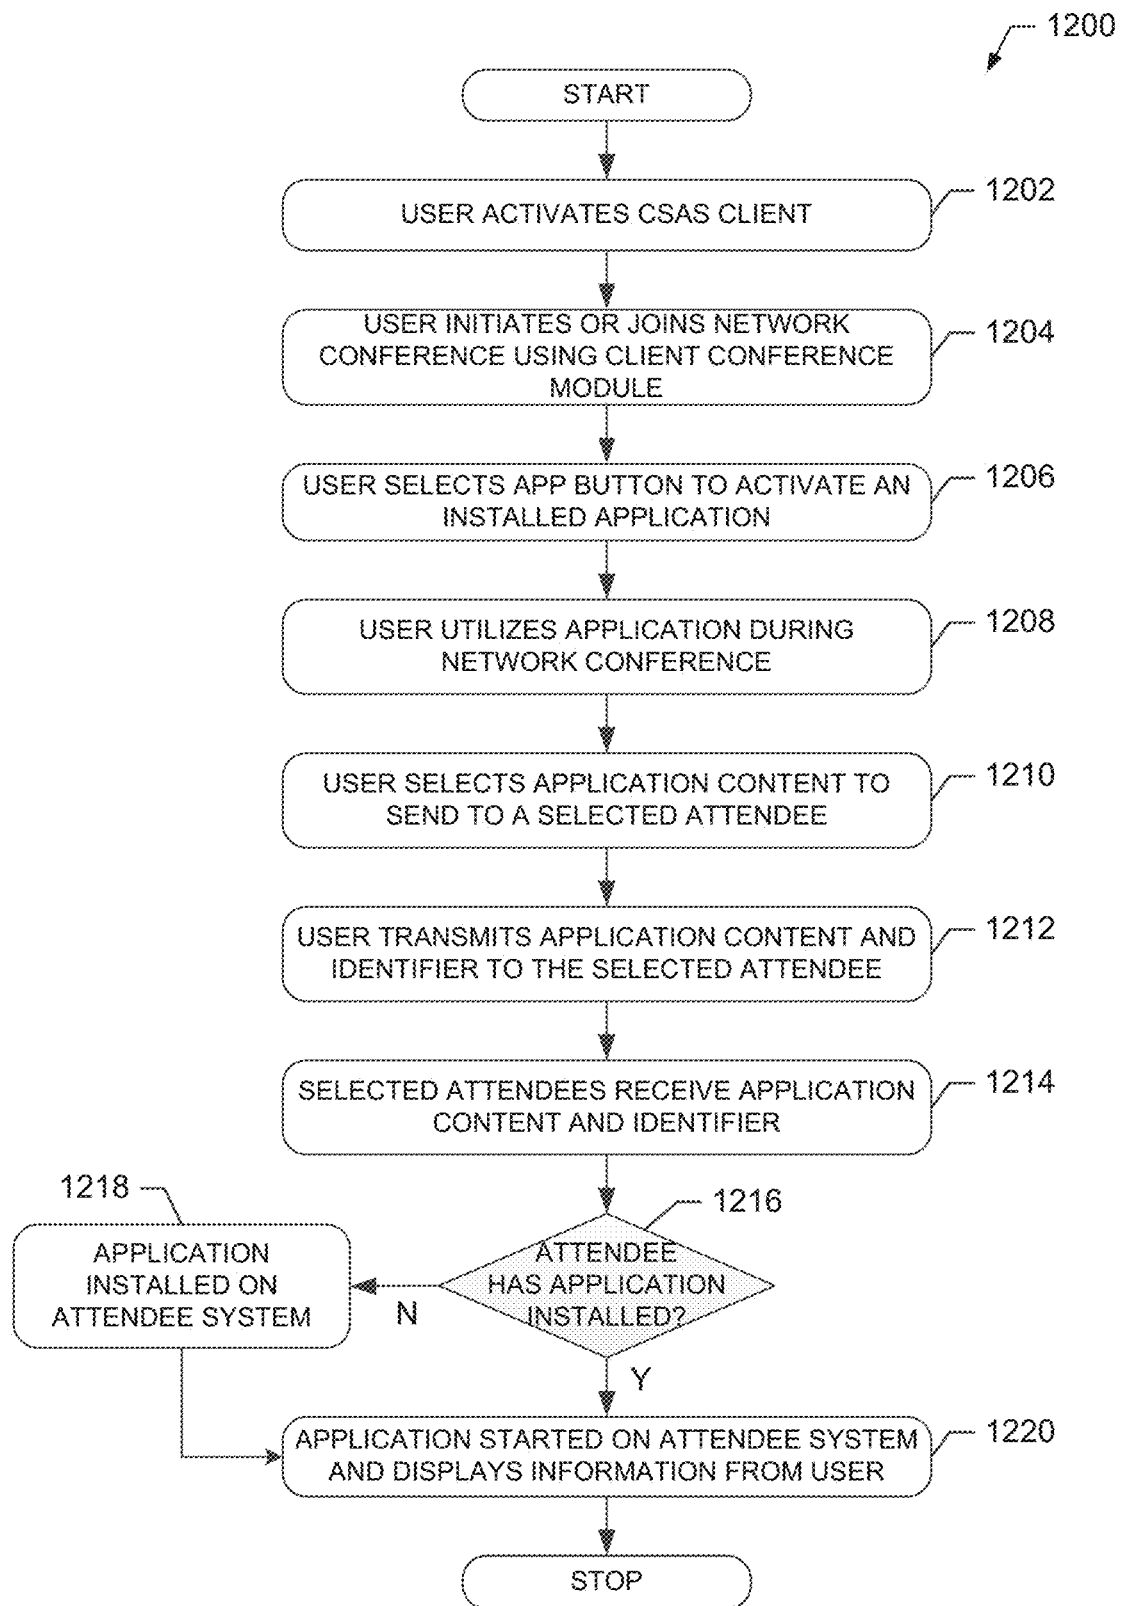 1200
START
USER ACTIVATES CSAS CLIENT
1202
USER INITIATES OR JOINS NETWORK
CONFERENCE USING CLIENT CONFERENCE
MODULE
1204
USER SELECTS APP BUTTON TO ACTIVATE AN
INSTALLED APPLICATION
1206
USER UTILIZES APPLICATION DURING
NETWORK CONFERENCE
1208
USER SELECTS APPLICATION CONTENT TO
SEND TO A SELECTED ATTENDEE
1210
USER TRANSMITS APPLICATION CONTENT AND
IDENTIFIER TO THE SELECTED ATTENDEE
1212
SELECTED ATTENDEES RECEIVE APPLICATION
CONTENT AND IDENTIFIER
1214
1216
ATTENDEE
HAS APPLICATION
INSTALLED?
N
1218
APPLICATION
INSTALLED ON
ATTENDEE SYSTEM
Y
APPLICATION STARTED ON ATTENDEE SYSTEM
AND DISPLAYS INFORMATION FROM USER
1220
STOP